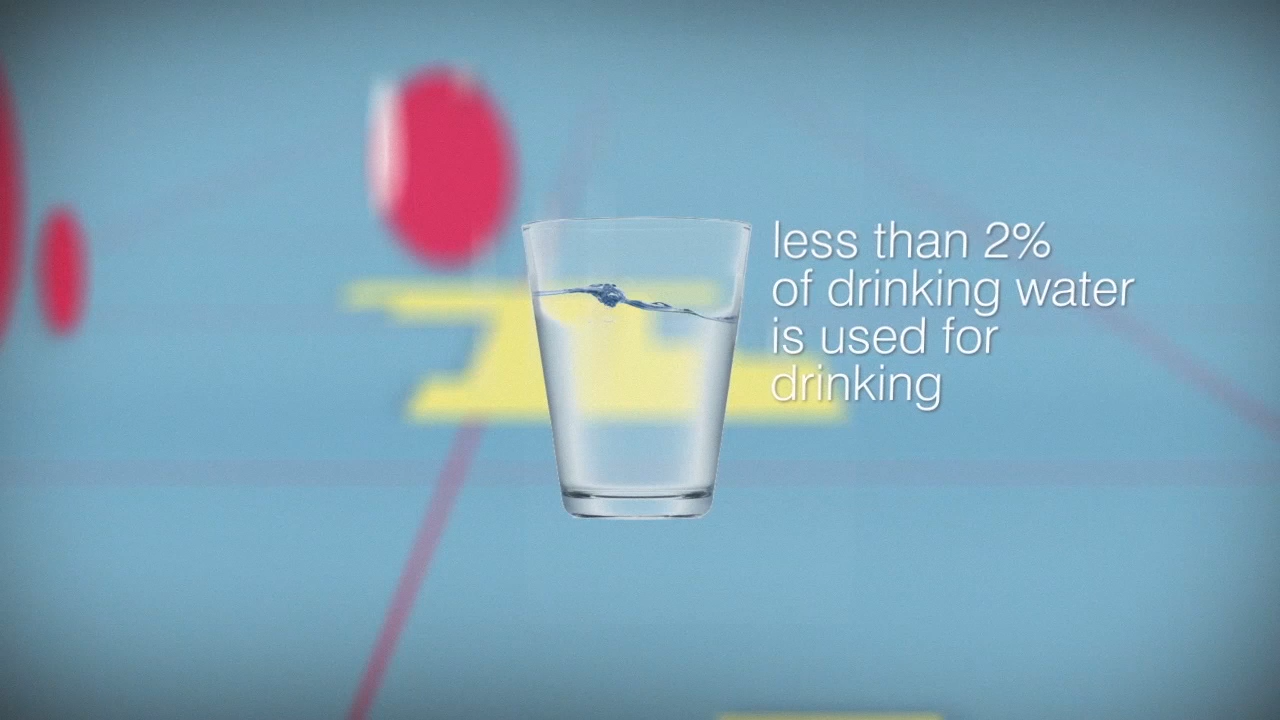 less than 2%
of drinking water
is used for
drinking